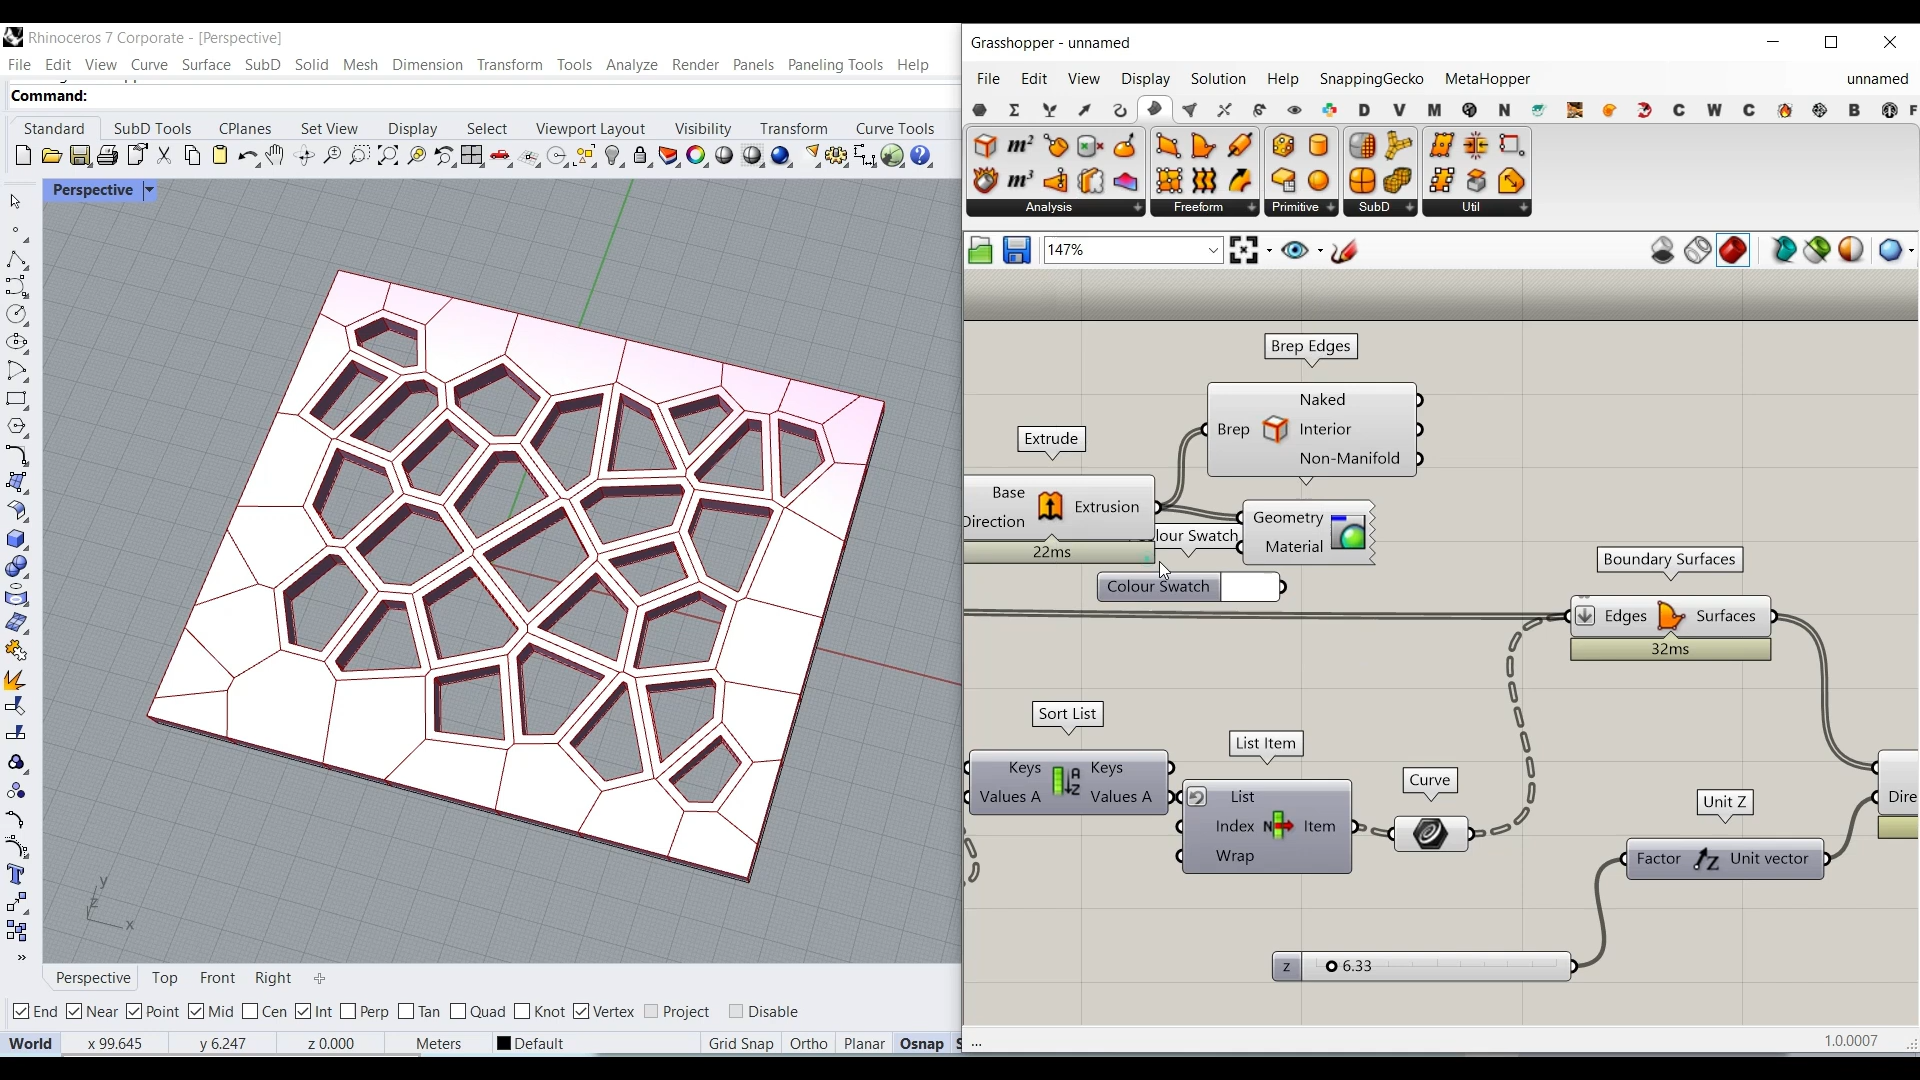 Rhinoceros 7 Corporate - [Perspective]
File Edit View Curve Surface SubD Solid Mesh Dimension Transform Tools Analyze Render Panels Paneling Tools Help
Command:
Standard SubD Tools CPlanes Set View Display Select Viewport Layout Visibility Transform Curve Tools
Perspective
y
z
x
Perspective Top Front Right
End Near Point Mid Cen Int Perp Tan Quad Knot Vertex Project Disable
World x 99.645 y 6.247 z 0.000 Meters Default Grid Snap Ortho Planar Osnap S
Grasshopper - unnamed
File Edit View Display Solution Help SnappingGecko MetaHopper unnamed
D V M N C W C B F
m²
m³
Analysis Freeform Primitive SubD Util
147%
Brep Edges
Naked
Brep Interior
Non-Manifold
Extrude
Base
Direction
Extrusion
22ms
Geometry
Material
lour Swatch
Colour Swatch
Boundary Surfaces
Edges Surfaces
32ms
Sort List
Keys Keys
Values A Values A
List Item
List
Index Item
Wrap
Curve
Unit Z
Factor Unit vector
Dire
z 6.33
...
1.0.0007